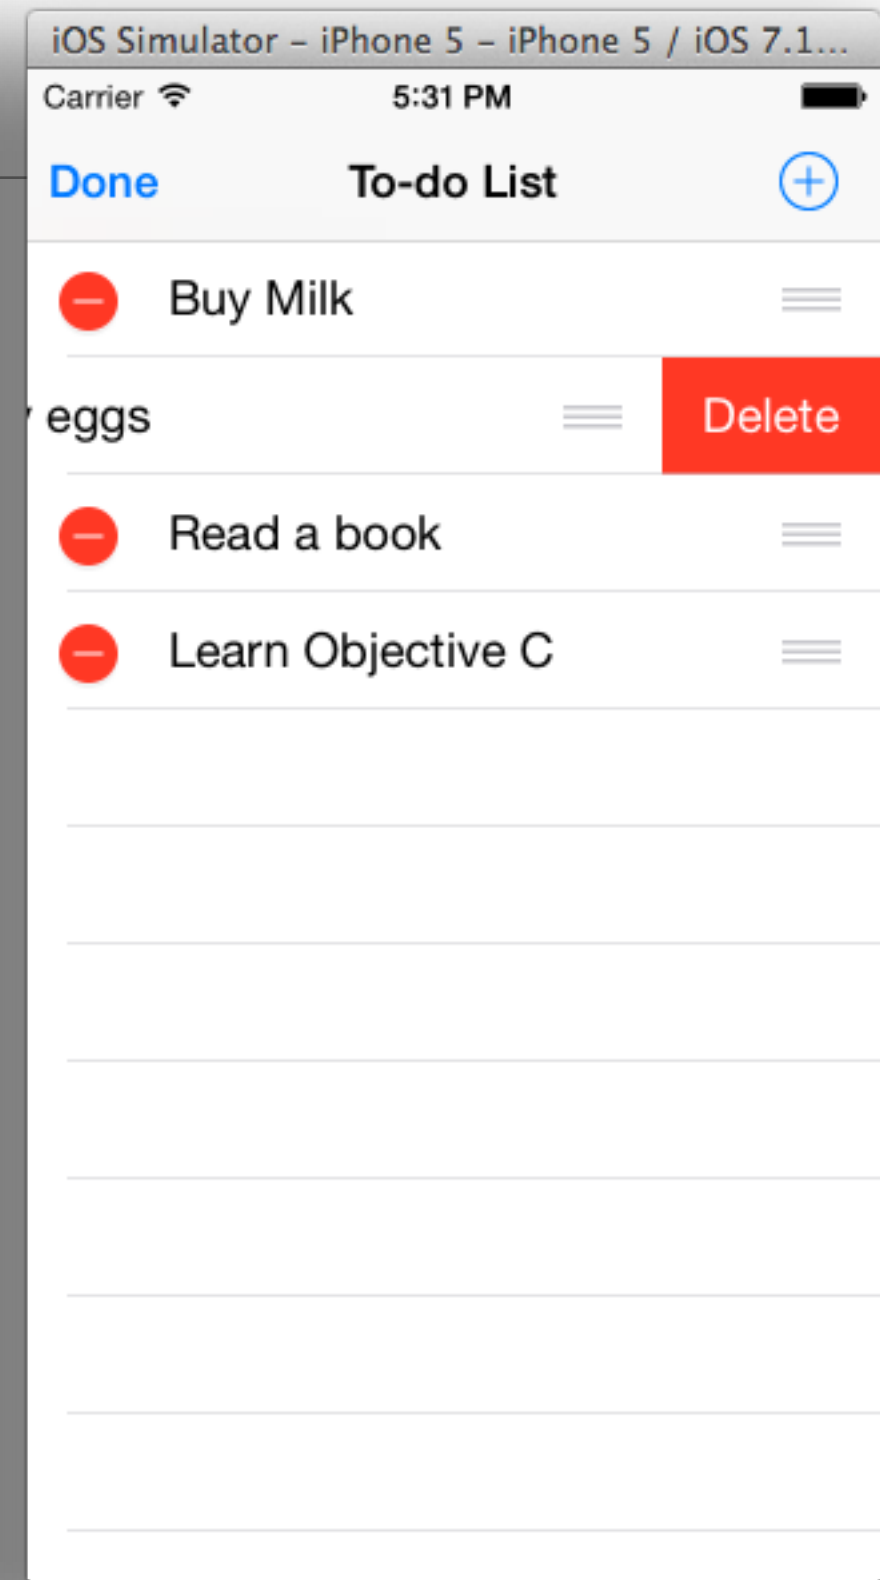 iOS Simulator – iPhone 5 – iPhone 5 / iOS 7.1...
Carrier 5:31 PM
Done To-do List
Buy Milk
eggs Delete
Read a book
Learn Objective C